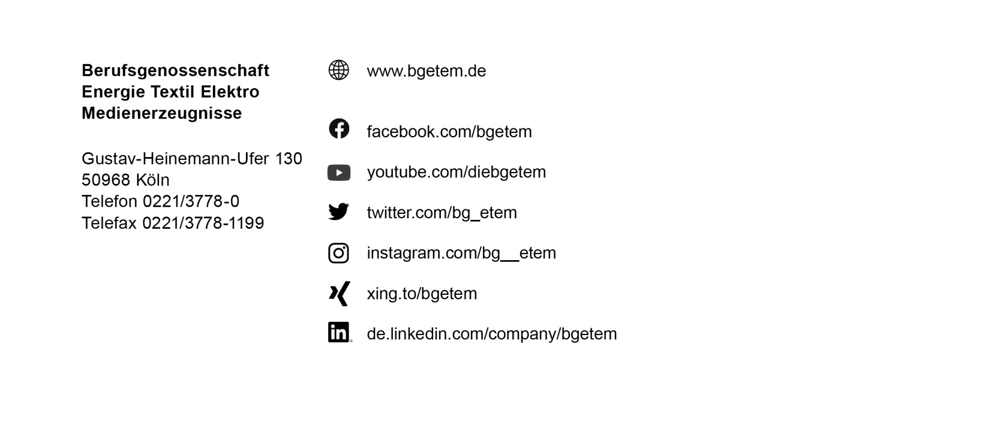 Berufsgenossenschaft
Energie Textil Elektro
Medienerzeugnisse
Gustav-Heinemann-Ufer 130
50968 Köln
Telefon 0221/3778-0
Telefax 0221/3778-1199
www.bgetem.de
facebook.com/bgetem
youtube.com/diebgetem
twitter.com/bg_etem
instagram.com/bg__etem
xing.to/bgetem
de.linkedin.com/company/bgetem